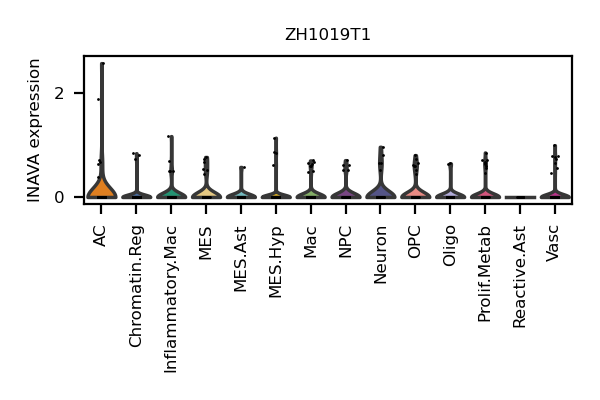 ZH1019T1
INAVA expression
2
0
AC
Chromatin.Reg
Inflammatory.Mac
MES
MES.Ast
MES.Hyp
Mac
NPC
Neuron
OPC
Oligo
Prolif.Metab
Reactive.Ast
Vasc